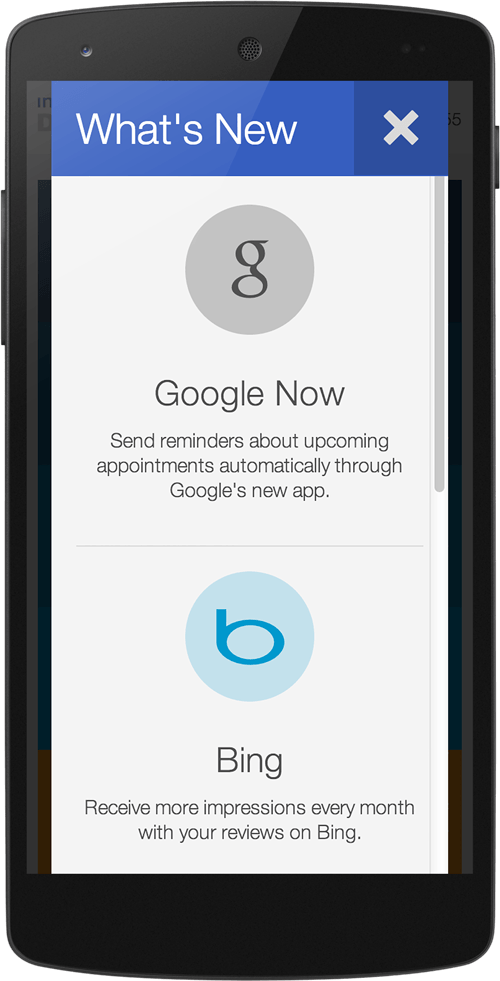 What's New
55
g
Google Now
Send reminders about upcoming
appointments automatically through
Google's new app.
b
Bing
Receive more impressions every month
with your reviews on Bing.